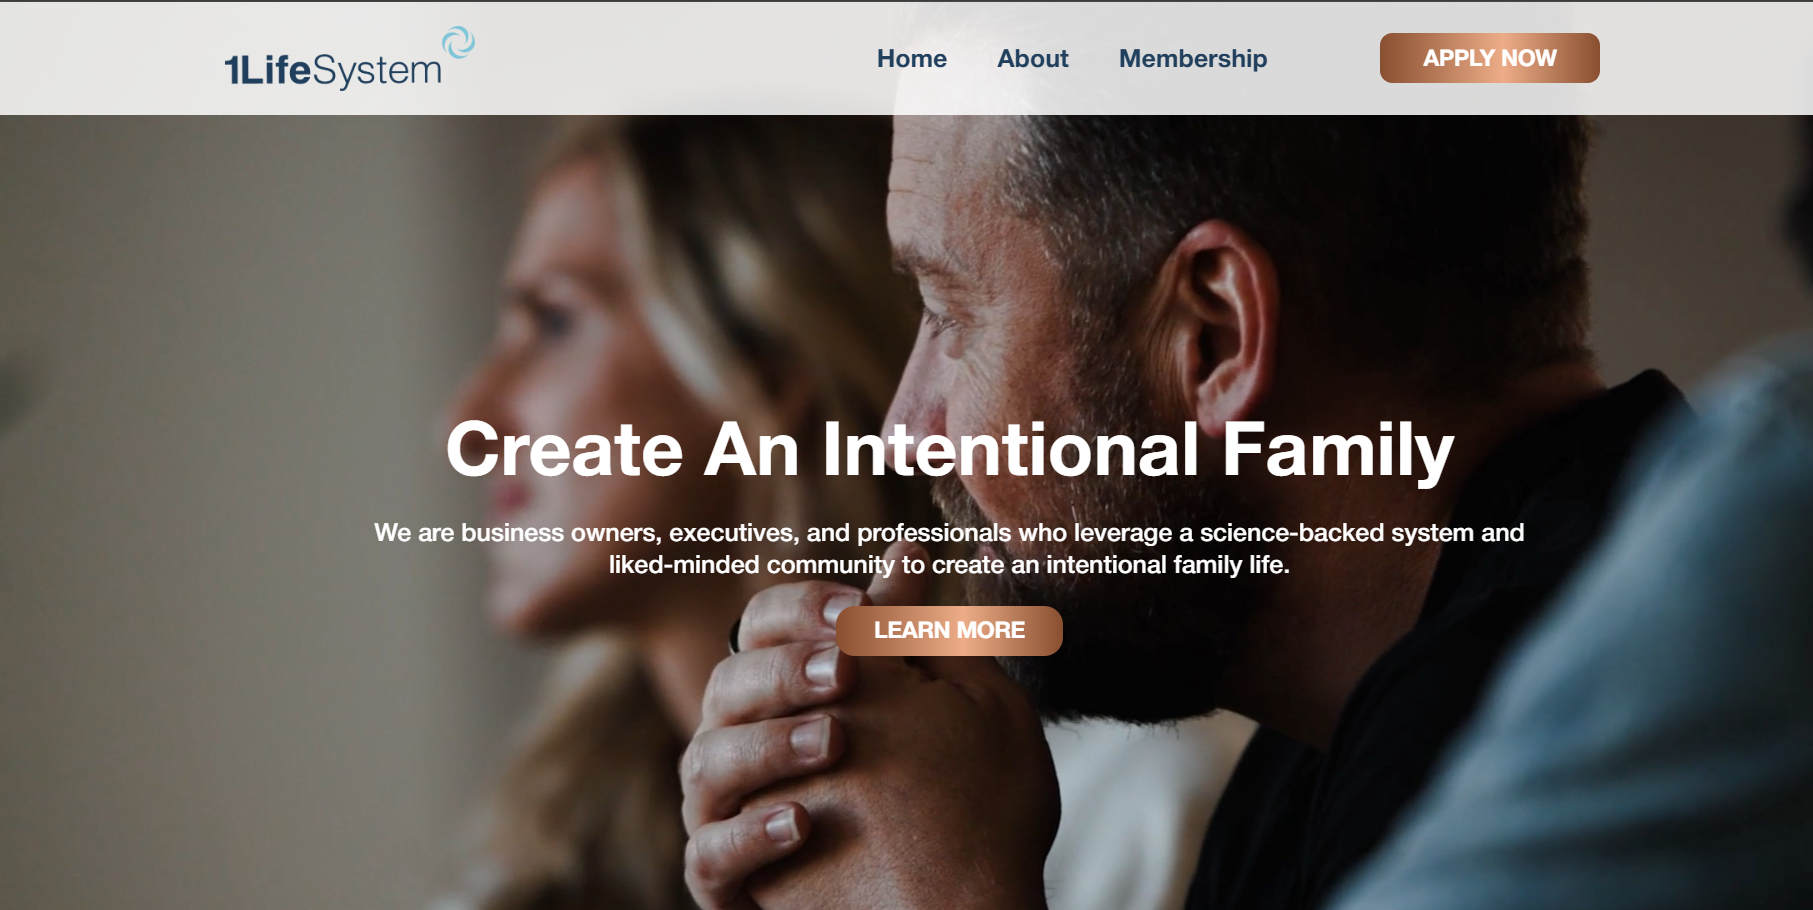 1LifeSystem
Home
About
Membership
APPLY NOW
Create An Intentional Family
We are business owners, executives, and professionals who leverage a science-backed system and
liked-minded community to create an intentional family life.
LEARN MORE